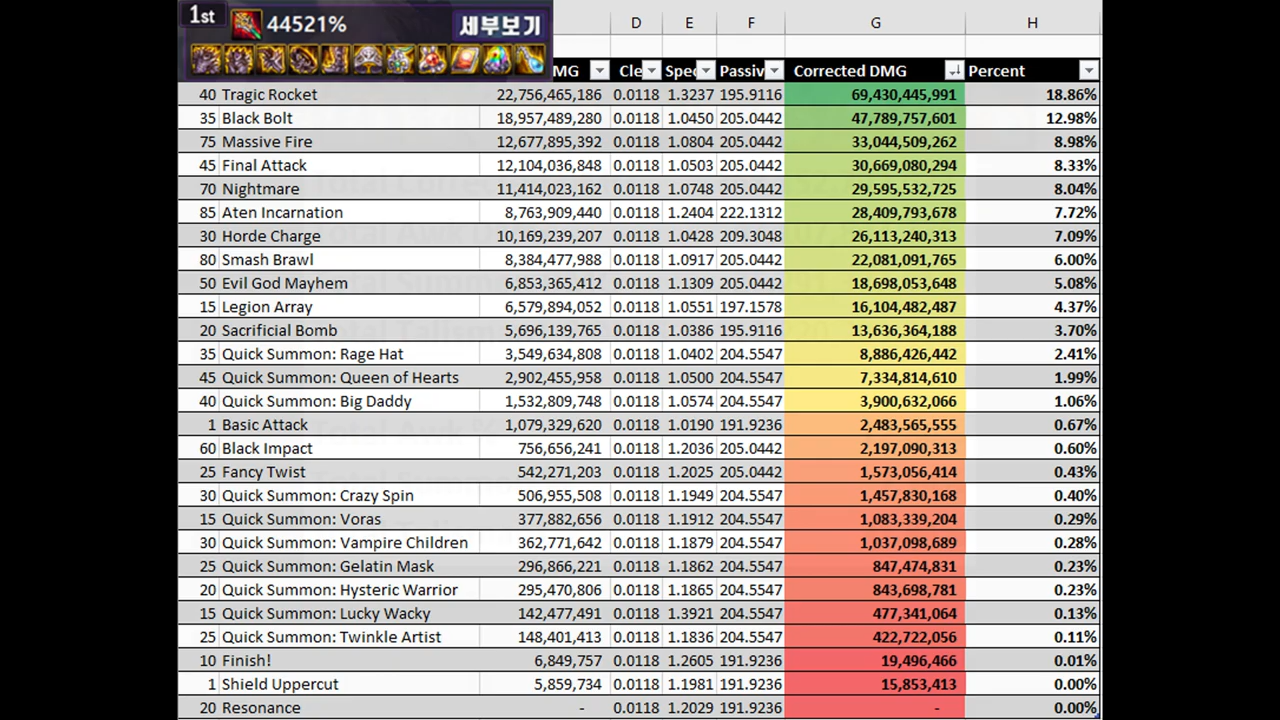 1st 44521% 세부보기
D E F G H
MG Cle Spec Passiv Corrected DMG Percent
40 Tragic Rocket 22,756,465,186 0.0118 1.3237 195.9116 69,430,445,991 18.86%
35 Black Bolt 18,957,489,280 0.0118 1.0450 205.0442 47,789,757,601 12.98%
75 Massive Fire 12,677,895,392 0.0118 1.0804 205.0442 33,044,509,262 8.98%
45 Final Attack 12,104,036,848 0.0118 1.0503 205.0442 30,669,080,294 8.33%
70 Nightmare 11,414,023,162 0.0118 1.0748 205.0442 29,595,532,725 8.04%
85 Aten Incarnation 8,763,909,440 0.0118 1.2404 222.1312 28,409,793,678 7.72%
30 Horde Charge 10,169,239,207 0.0118 1.0428 209.3048 26,113,240,313 7.09%
80 Smash Brawl 8,384,477,988 0.0118 1.0917 205.0442 22,081,091,765 6.00%
50 Evil God Mayhem 6,853,365,412 0.0118 1.1309 205.0442 18,698,053,648 5.08%
15 Legion Array 6,579,894,052 0.0118 1.0551 197.1578 16,104,482,487 4.37%
20 Sacrificial Bomb 5,696,139,765 0.0118 1.0386 195.9116 13,636,364,188 3.70%
35 Quick Summon: Rage Hat 3,549,634,808 0.0118 1.0402 204.5547 8,886,426,442 2.41%
45 Quick Summon: Queen of Hearts 2,902,455,958 0.0118 1.0500 204.5547 7,334,814,610 1.99%
40 Quick Summon: Big Daddy 1,532,809,748 0.0118 1.0574 204.5547 3,900,632,066 1.06%
1 Basic Attack 1,079,329,620 0.0118 1.0190 191.9236 2,483,565,555 0.67%
60 Black Impact 756,656,241 0.0118 1.2036 205.0442 2,197,090,313 0.60%
25 Fancy Twist 542,271,203 0.0118 1.2025 205.0442 1,573,056,414 0.43%
30 Quick Summon: Crazy Spin 506,955,508 0.0118 1.1949 204.5547 1,457,830,168 0.40%
15 Quick Summon: Voras 377,882,656 0.0118 1.1912 204.5547 1,083,339,204 0.29%
30 Quick Summon: Vampire Children 362,771,642 0.0118 1.1879 204.5547 1,037,098,689 0.28%
25 Quick Summon: Gelatin Mask 296,866,221 0.0118 1.1862 204.5547 847,474,831 0.23%
20 Quick Summon: Hysteric Warrior 295,470,806 0.0118 1.1865 204.5547 843,698,781 0.23%
15 Quick Summon: Lucky Wacky 142,477,491 0.0118 1.3921 204.5547 477,341,064 0.13%
25 Quick Summon: Twinkle Artist 148,401,413 0.0118 1.1836 204.5547 422,722,056 0.11%
10 Finish! 6,849,757 0.0118 1.2605 191.9236 19,496,466 0.01%
1 Shield Uppercut 5,859,734 0.0118 1.1981 191.9236 15,853,413 0.00%
20 Resonance - 0.0118 1.2029 191.9236 - 0.00%